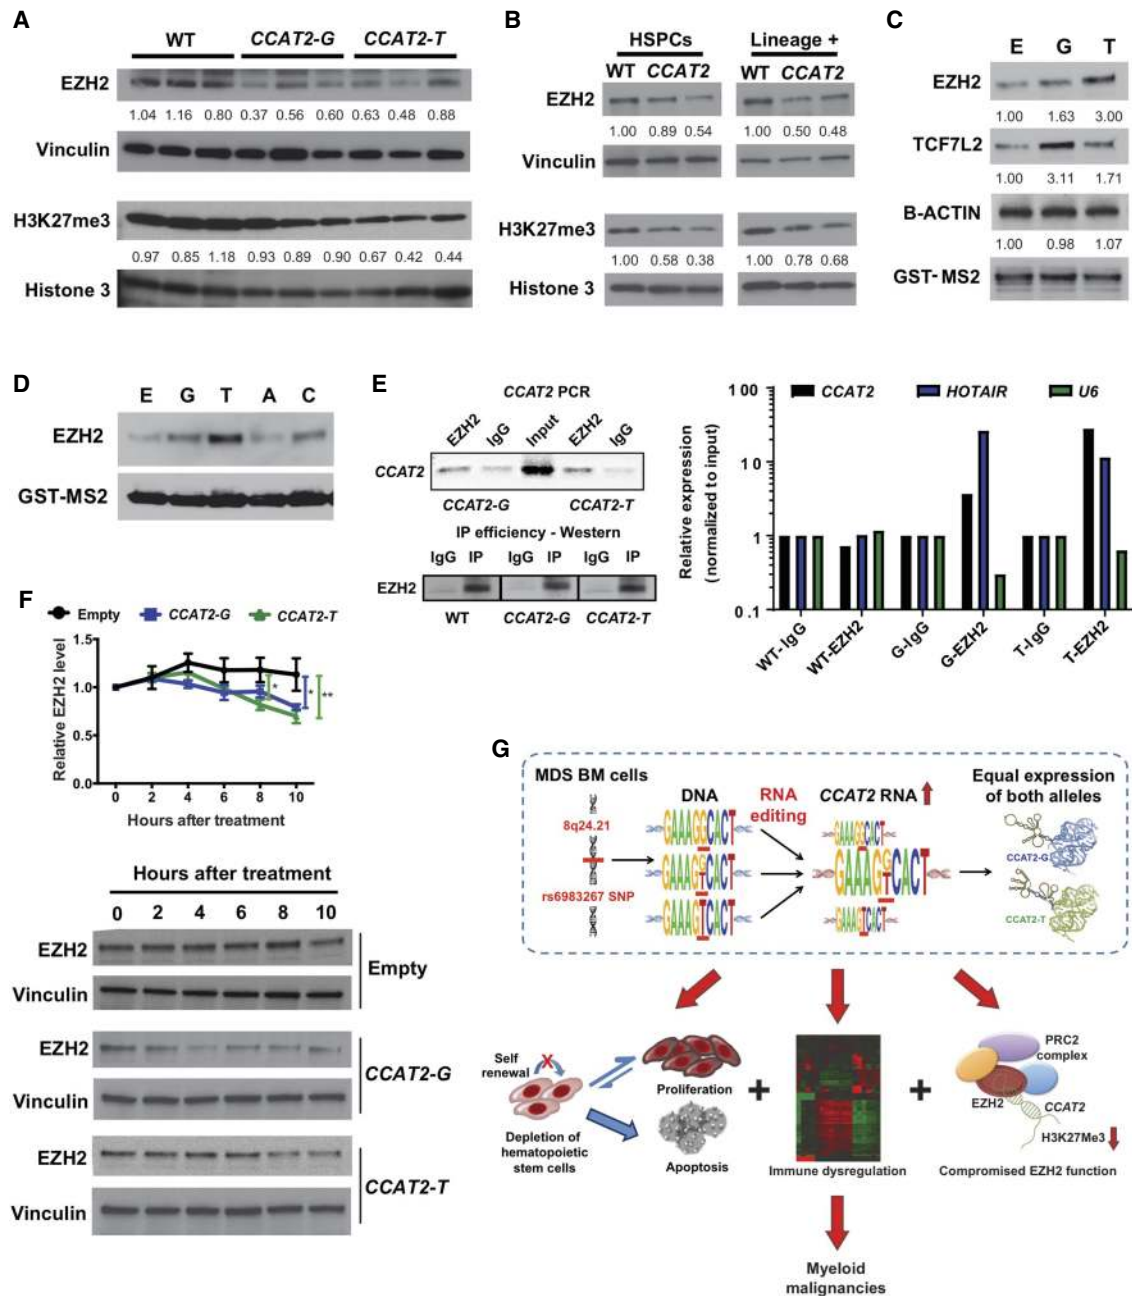 A
WT CCAT2-G CCAT2-T
EZH2
1.04 1.16 0.80 0.37 0.56 0.60 0.63 0.48 0.88
Vinculin
H3K27me3
0.97 0.85 1.18 0.93 0.89 0.90 0.67 0.42 0.44
Histone 3
B
HSPCs Lineage +
WT CCAT2 WT CCAT2
EZH2
1.00 0.89 0.54 1.00 0.50 0.48
Vinculin
H3K27me3
1.00 0.58 0.38 1.00 0.78 0.68
Histone 3
C
E G T
EZH2
1.00 1.63 3.00
TCF7L2
1.00 3.11 1.71
B-ACTIN
1.00 0.98 1.07
GST-MS2
D
E G T A C
EZH2
GST-MS2
E
CCAT2 PCR
EZH2 IgG Input EZH2 IgG
CCAT2
CCAT2-G CCAT2-T
IP efficiency - Western
IgG IP IgG IP IgG IP
EZH2
WT CCAT2-G CCAT2-T
Relative expression
(normalized to input)
100
10
1
0.1
CCAT2 HOTAIR U6
WT-IgG WT-EZH2 G-IgG G-EZH2 T-IgG T-EZH2
F
Empty CCAT2-G CCAT2-T
Relative EZH2 level
1.5
1.0
0.5
0.0
* * **
0 2 4 6 8 10
Hours after treatment
Hours after treatment
0 2 4 6 8 10
EZH2
Vinculin
Empty
EZH2
Vinculin
CCAT2-G
EZH2
Vinculin
CCAT2-T
G
MDS BM cells
8q24.21
rs6983267 SNP
DNA
GAAAGGCACT
GAAAGGTCACT
GAAAGTCACT
RNA
editing
CCAT2 RNA
GAAAGGCACT
GAAAGGTCACT
GAAAGTCACT
Equal expression
of both alleles
CCAT2-G
CCAT2-T
Self
renewal
X
Depletion of
hematopoietic
stem cells
Proliferation
Apoptosis
+
Immune dysregulation
+
PRC2
complex
EZH2
CCAT2
H3K27Me3
Compromised EZH2 function
Myeloid
malignancies